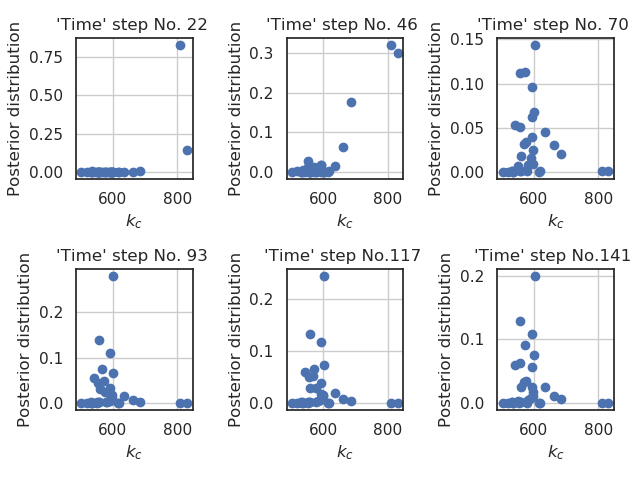 'Time' step No. 22
'Time' step No. 46
'Time' step No. 70
Posterior distribution
0.75
0.50
0.25
0.00
600
800
k_c
Posterior distribution
0.3
0.2
0.1
0.0
600
800
k_c
Posterior distribution
0.15
0.10
0.05
0.00
600
800
k_c
'Time' step No. 93
'Time' step No.117
'Time' step No.141
Posterior distribution
0.2
0.1
0.0
600
800
k_c
Posterior distribution
0.2
0.1
0.0
600
800
k_c
Posterior distribution
0.2
0.1
0.0
600
800
k_c